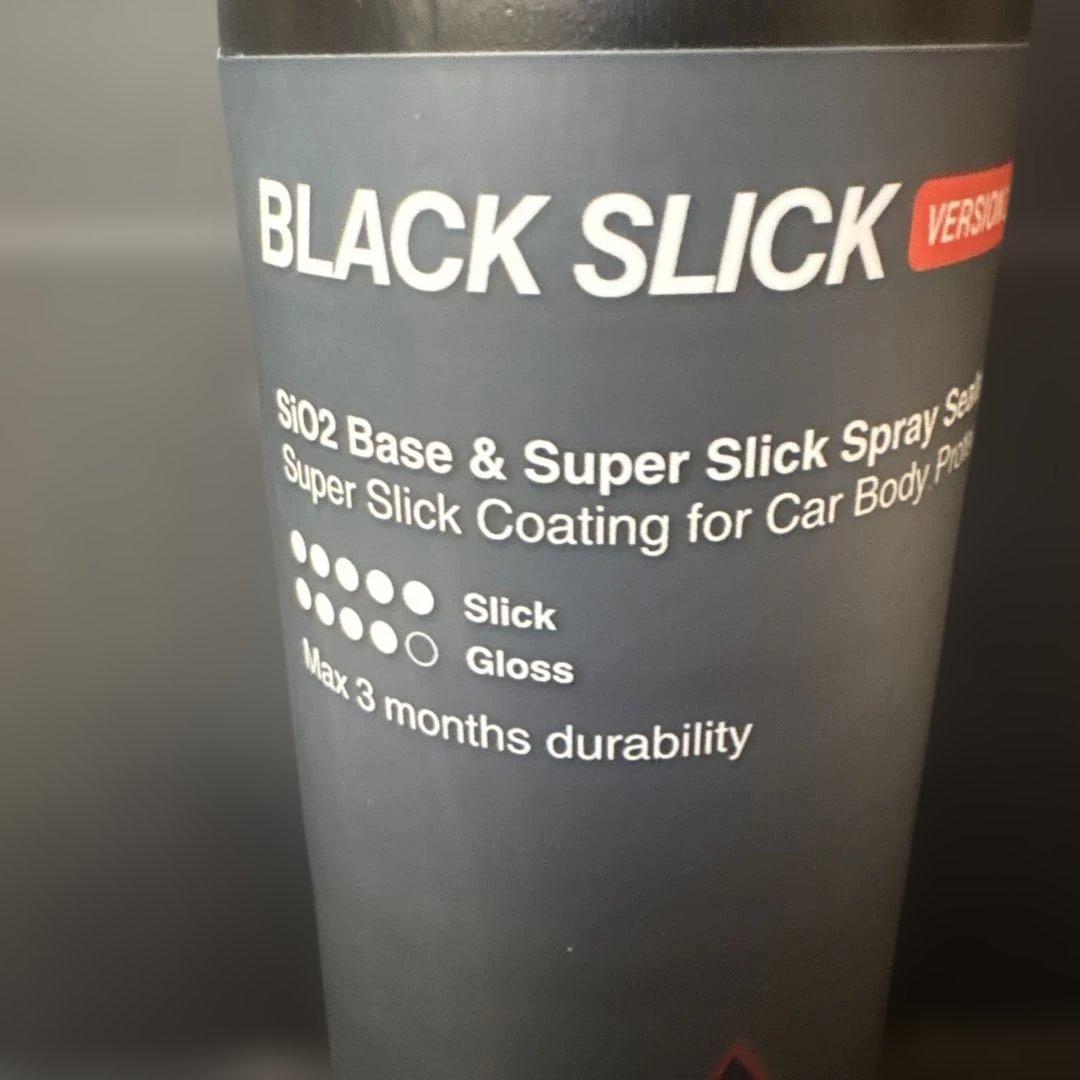 BLACK SLICK VERSION
SiO2 Base & Super Slick Spray
Super Slick Coating for Car Body
Slick
Gloss
Max 3 months durability